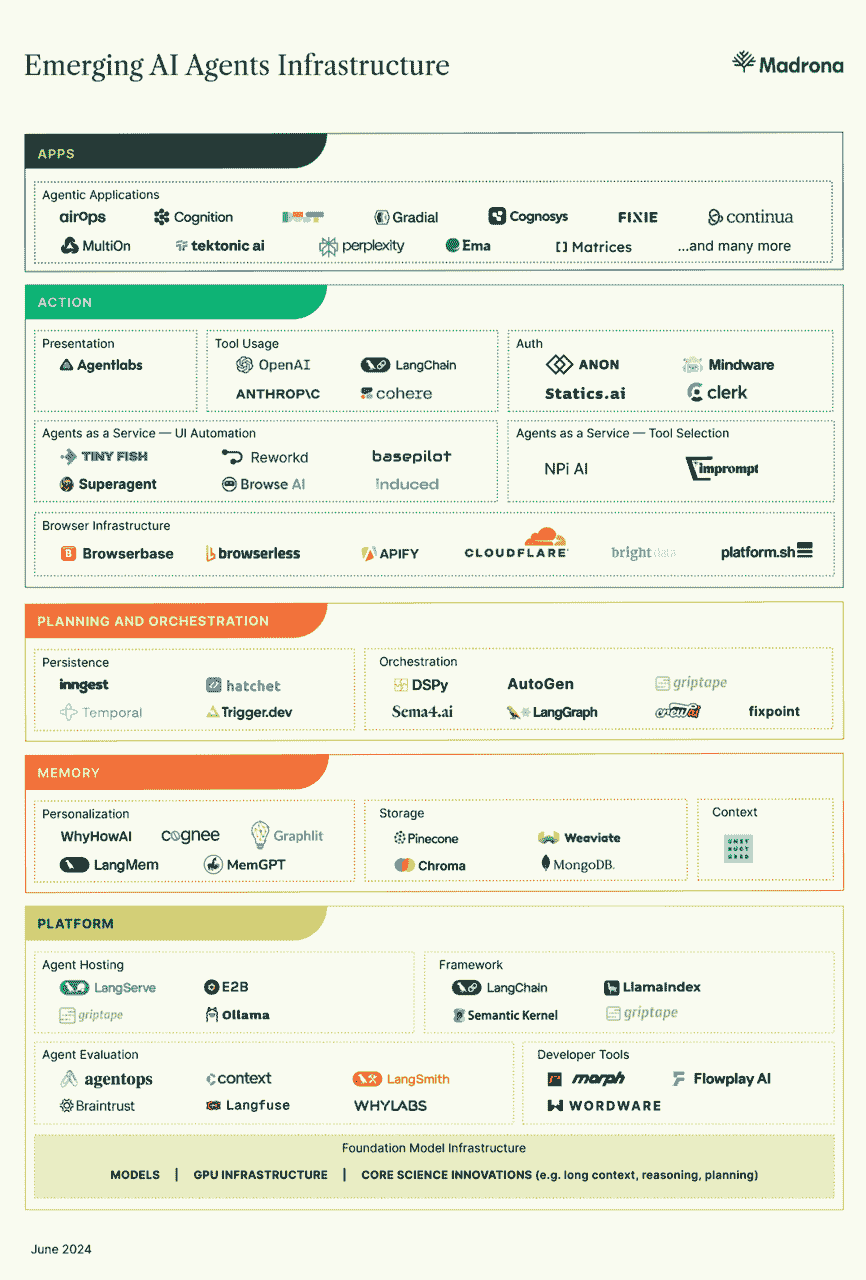 Emerging AI Agents Infrastructure
Madrona
APPS
Agentic Applications
airOps Cognition Gradial Cognosys FIXIE continua
MultiOn tektonic ai perplexity Ema [ ] Matrices ...and many more
ACTION
Presentation
Agentlabs
Tool Usage
OpenAI LangChain
ANTHROP\C cohere
Auth
ANON Mindware
Statics.ai clerk
Agents as a Service — UI Automation
TINY FISH Reworkd basepilot
Superagent Browse AI induced
Agents as a Service — Tool Selection
NPi AI imprompt
Browser Infrastructure
B Browserbase browserless APIFY CLOUDFLARE bright data platform.sh
PLANNING AND ORCHESTRATION
Persistence
inngest hatchet
Temporal Trigger.dev
Orchestration
DSPy AutoGen griptape
Sema4.ai LangGraph crewai fixpoint
MEMORY
Personalization
WhyHowAI cognee Graphlit
LangMem MemGPT
Storage
Pinecone Weaviate
Chroma MongoDB.
Context
UNST
RUCT
URED
PLATFORM
Agent Hosting
LangServe E2B
griptape Ollama
Framework
LangChain LlamaIndex
Semantic Kernel griptape
Agent Evaluation
agentops context LangSmith
Braintrust Langfuse WHYLABS
Developer Tools
morph Flowplay AI
WORDWARE
Foundation Model Infrastructure
MODELS | GPU INFRASTRUCTURE | CORE SCIENCE INNOVATIONS (e.g. long context, reasoning, planning)
June 2024